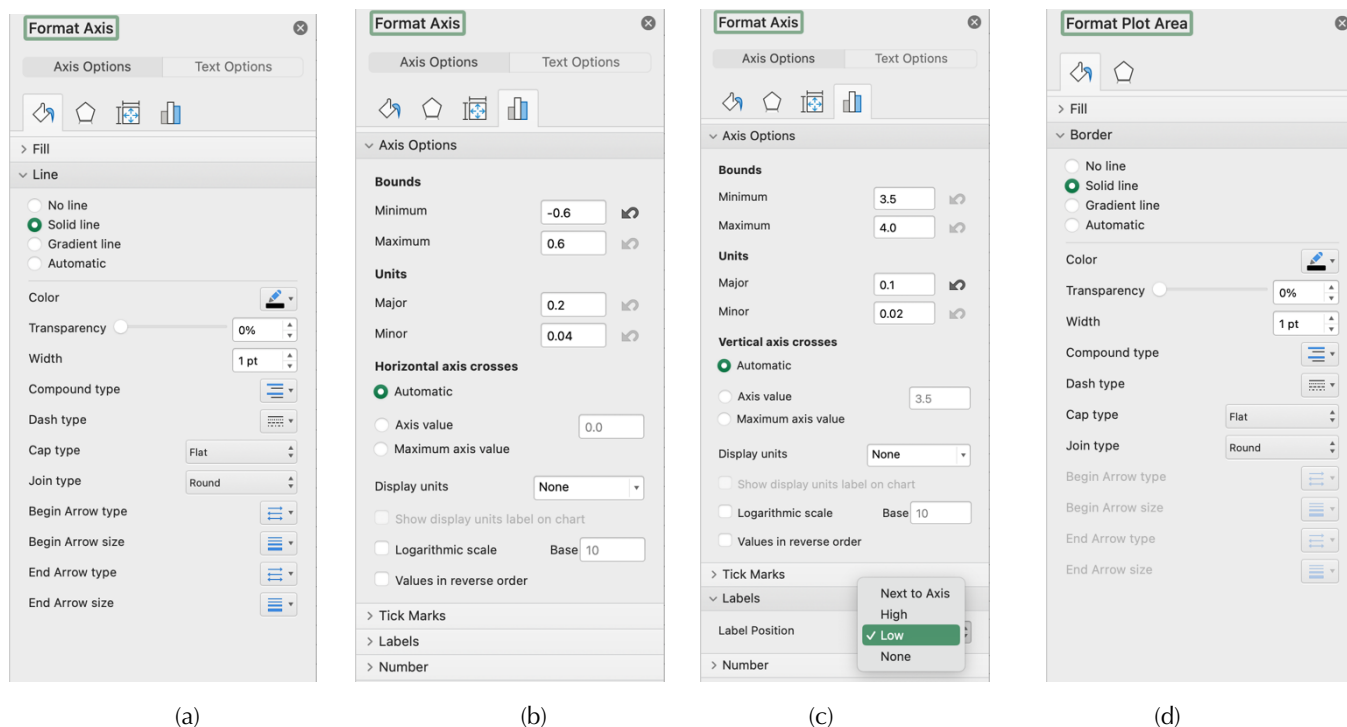 Format Axis
Axis Options Text Options
Fill
Line
No line
Solid line
Gradient line
Automatic
Color
Transparency 0%
Width 1 pt
Compound type
Dash type
Cap type Flat
Join type Round
Begin Arrow type
Begin Arrow size
End Arrow type
End Arrow size
(a)
Format Axis
Axis Options Text Options
Axis Options
Bounds
Minimum -0.6
Maximum 0.6
Units
Major 0.2
Minor 0.04
Horizontal axis crosses
Automatic
Axis value 0.0
Maximum axis value
Display units None
Show display units label on chart
Logarithmic scale Base 10
Values in reverse order
Tick Marks
Labels
Number
(b)
Format Axis
Axis Options Text Options
Axis Options
Bounds
Minimum 3.5
Maximum 4.0
Units
Major 0.1
Minor 0.02
Vertical axis crosses
Automatic
Axis value 3.5
Maximum axis value
Display units None
Show display units label on chart
Logarithmic scale Base 10
Values in reverse order
Tick Marks
Labels
Label Position
Next to Axis
High
Low
None
Number
(c)
Format Plot Area
Fill
Border
No line
Solid line
Gradient line
Automatic
Color
Transparency 0%
Width 1 pt
Compound type
Dash type
Cap type Flat
Join type Round
Begin Arrow type
Begin Arrow size
End Arrow type
End Arrow size
(d)